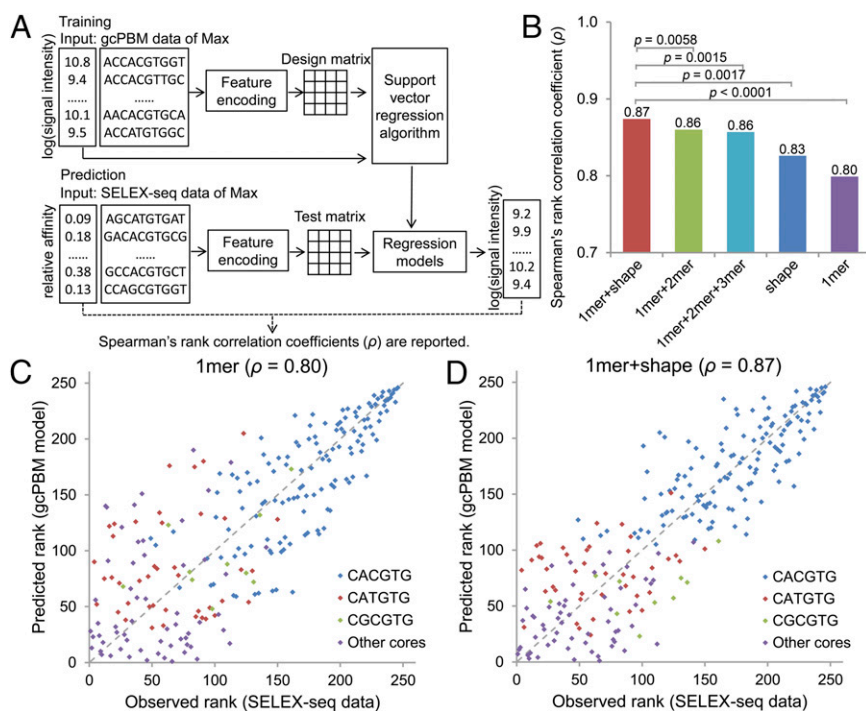 A
Training
Input: gcPBM data of Max
log(signal intensity)
10.8
9.4
......
10.1
9.5
ACCACGTGGT
ACCACGTTGC
......
AACACGTGCA
ACCATGTGGC
Feature
encoding
Design matrix
Support
vector
regression
algorithm
Prediction
Input: SELEX-seq data of Max
relative affinity
0.09
0.18
......
0.38
0.13
AGCATGTGAT
GACACGTGCG
......
GCCACGTGCT
CCAGCGTGGT
Feature
encoding
Test matrix
Regression
models
log(signal intensity)
9.2
9.9
......
10.2
9.4
Spearman's rank correlation coefficients (ρ) are reported.
B
Spearman's rank correlation coefficient (ρ)
1.0
0.9
0.8
0.7
p = 0.0058
p = 0.0015
p = 0.0017
p < 0.0001
0.87
0.86
0.86
0.83
0.80
1mer+shape
1mer+2mer
1mer+2mer+3mer
shape
1mer
C
1mer (ρ = 0.80)
Predicted rank (gcPBM model)
250
200
150
100
50
0
0
50
100
150
200
250
Observed rank (SELEX-seq data)
CACGTG
CATGTG
CGCGTG
Other cores
D
1mer+shape (ρ = 0.87)
Predicted rank (gcPBM model)
250
200
150
100
50
0
0
50
100
150
200
250
Observed rank (SELEX-seq data)
CACGTG
CATGTG
CGCGTG
Other cores